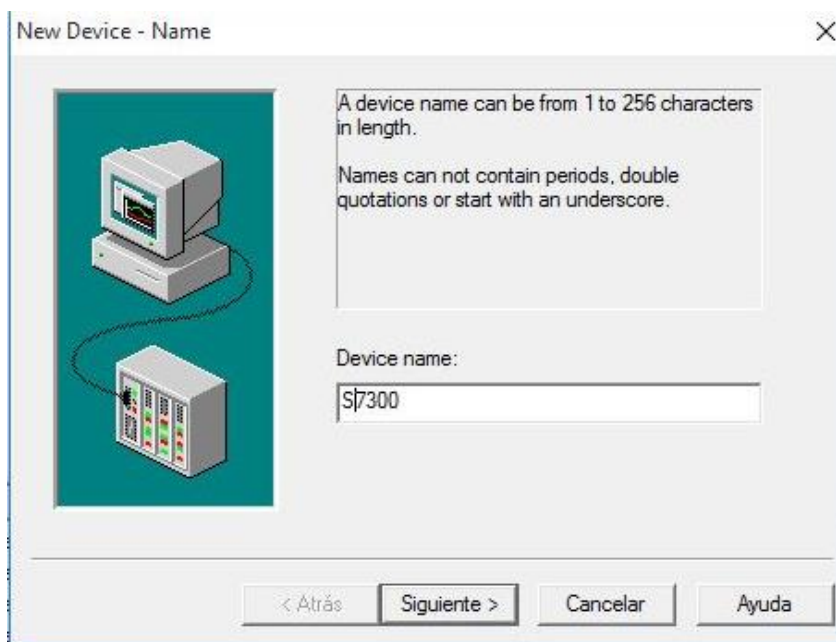 New Device - Name
A device name can be from 1 to 256 characters
in length.
Names can not contain periods, double
quotations or start with an underscore.
Device name:
S7300
< Atrás
Siguiente >
Cancelar
Ayuda